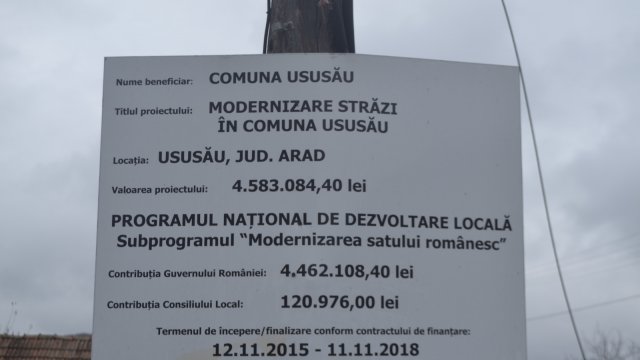 Nume beneficiar: COMUNA USUSĂU
Titlul proiectului: MODERNIZARE STRĂZI
ÎN COMUNA USUSĂU
Locația: USUSĂU, JUD. ARAD
Valoarea proiectului: 4.583.084,40 lei
PROGRAMUL NAȚIONAL DE DEZVOLTARE LOCALĂ
Subprogramul “Modernizarea satului românesc”
Contribuția Guvernului României: 4.462.108,40 lei
Contribuția Consiliului Local: 120.976,00 lei
Termenul de începere/finalizare conform contractului de finanțare:
12.11.2015 - 11.11.2018